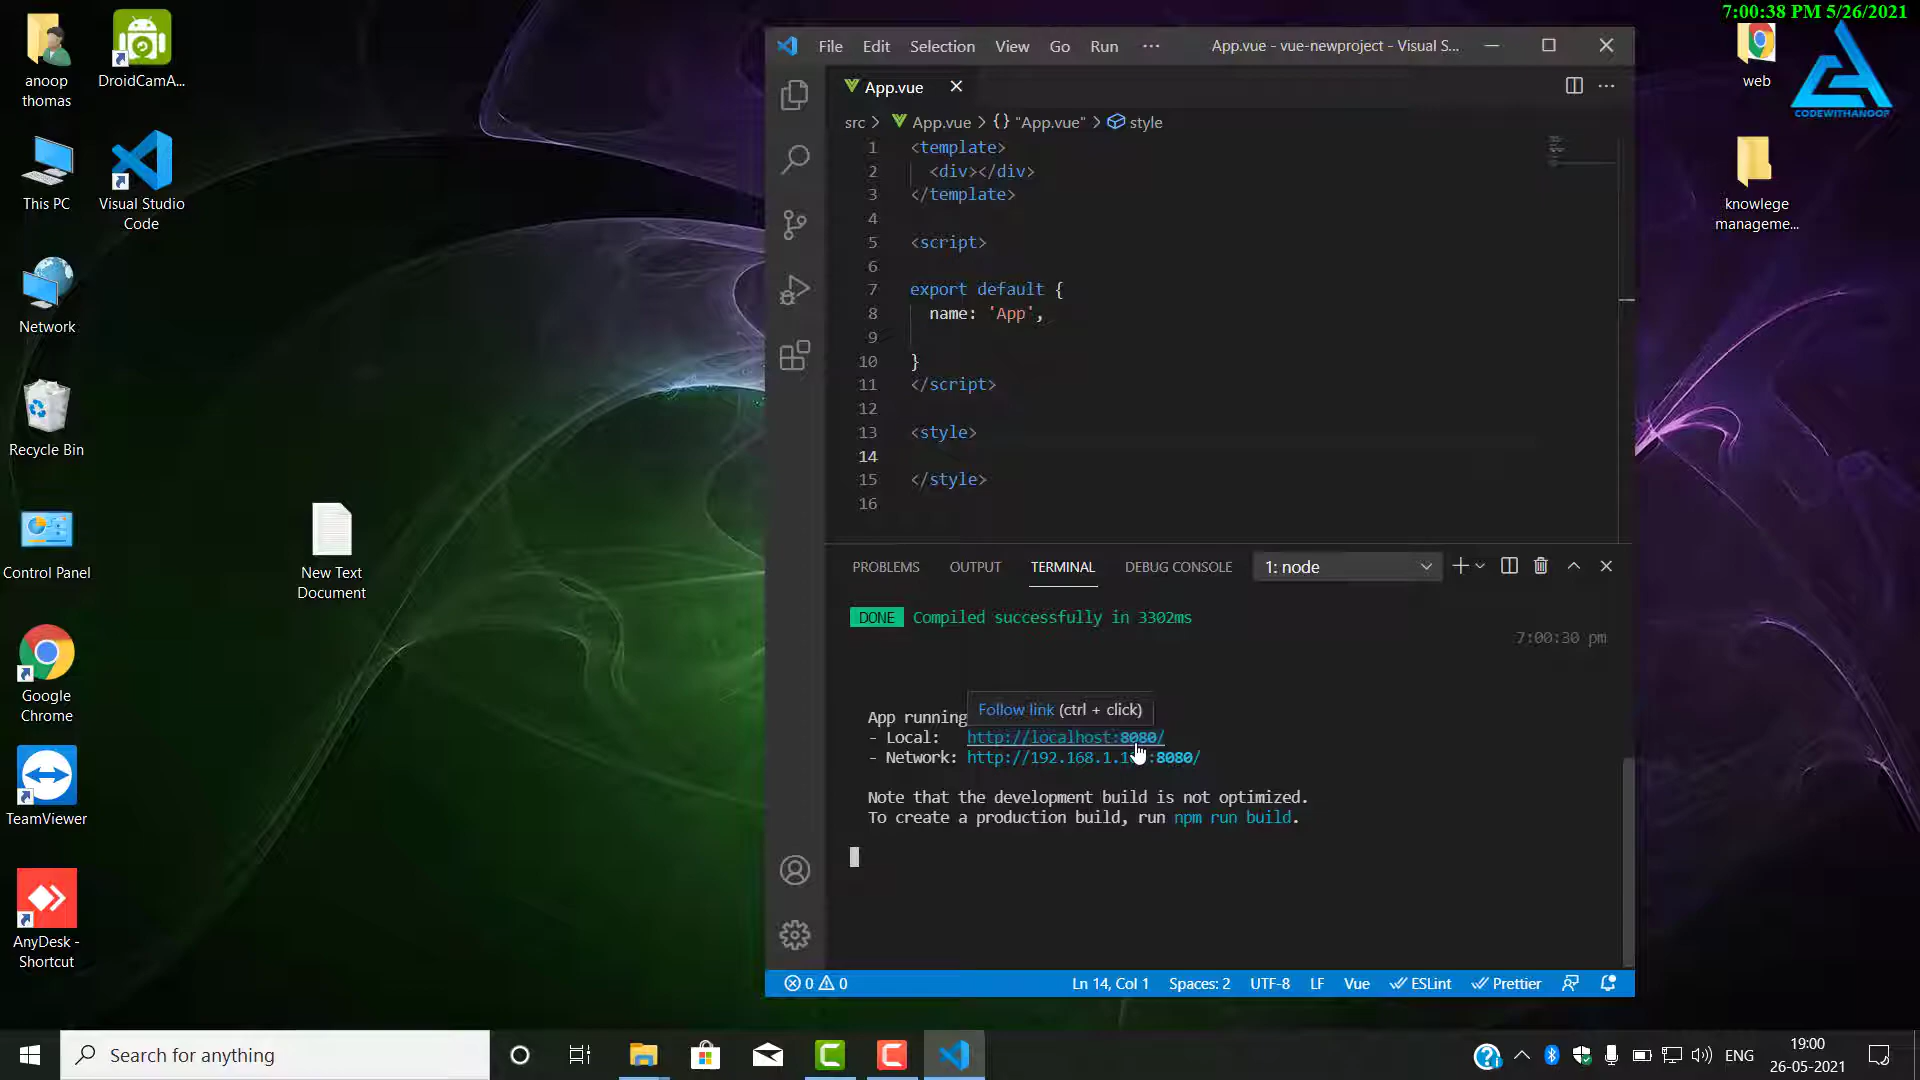 7:00:38 PM 5/26/2021
anoop
thomas
DroidCamA...
This PC
Visual Studio
Code
Network
Recycle Bin
Control Panel
New Text
Document
Google
Chrome
TeamViewer
AnyDesk -
Shortcut
web
CODEWITHANOOP
knowlege
manageme...
File Edit Selection View Go Run ··· App.vue - vue-newproject - Visual S...
App.vue
src > App.vue > {} "App.vue" > style
1 <template>
2 <div></div>
3 </template>
4
5 <script>
6
7 export default {
8 name: 'App',
9
10 }
11 </script>
12
13 <style>
14
15 </style>
16
PROBLEMS OUTPUT TERMINAL DEBUG CONSOLE 1: node
DONE Compiled successfully in 3302ms
7:00:30 pm
Follow link (ctrl + click)
App running
- Local: http://localhost:8080/
- Network: http://192.168.1.1 :8080/
Note that the development build is not optimized.
To create a production build, run npm run build.
0 0 Ln 14, Col 1 Spaces: 2 UTF-8 LF Vue ESLint Prettier
Search for anything
ENG
19:00
26-05-2021